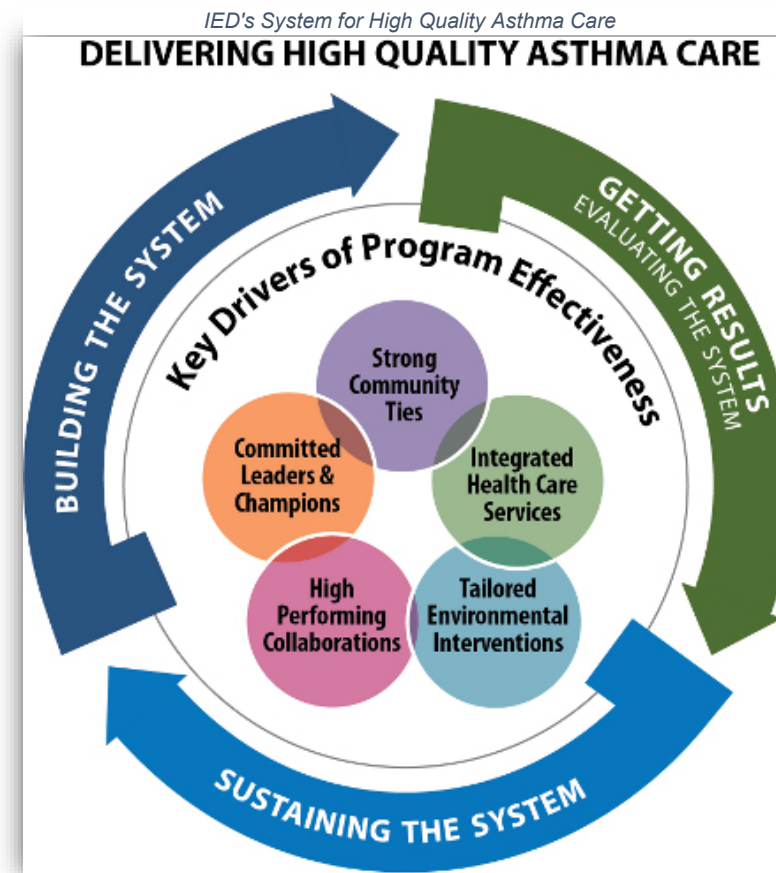 IED's System for High Quality Asthma Care
DELIVERING HIGH QUALITY ASTHMA CARE
BUILDING THE SYSTEM
GETTING RESULTS
EVALUATING THE SYSTEM
Key Drivers of Program Effectiveness
Strong
Community
Ties
Committed
Leaders &
Champions
Integrated
Health Care
Services
High
Performing
Collaborations
Tailored
Environmental
Interventions
SUSTAINING THE SYSTEM